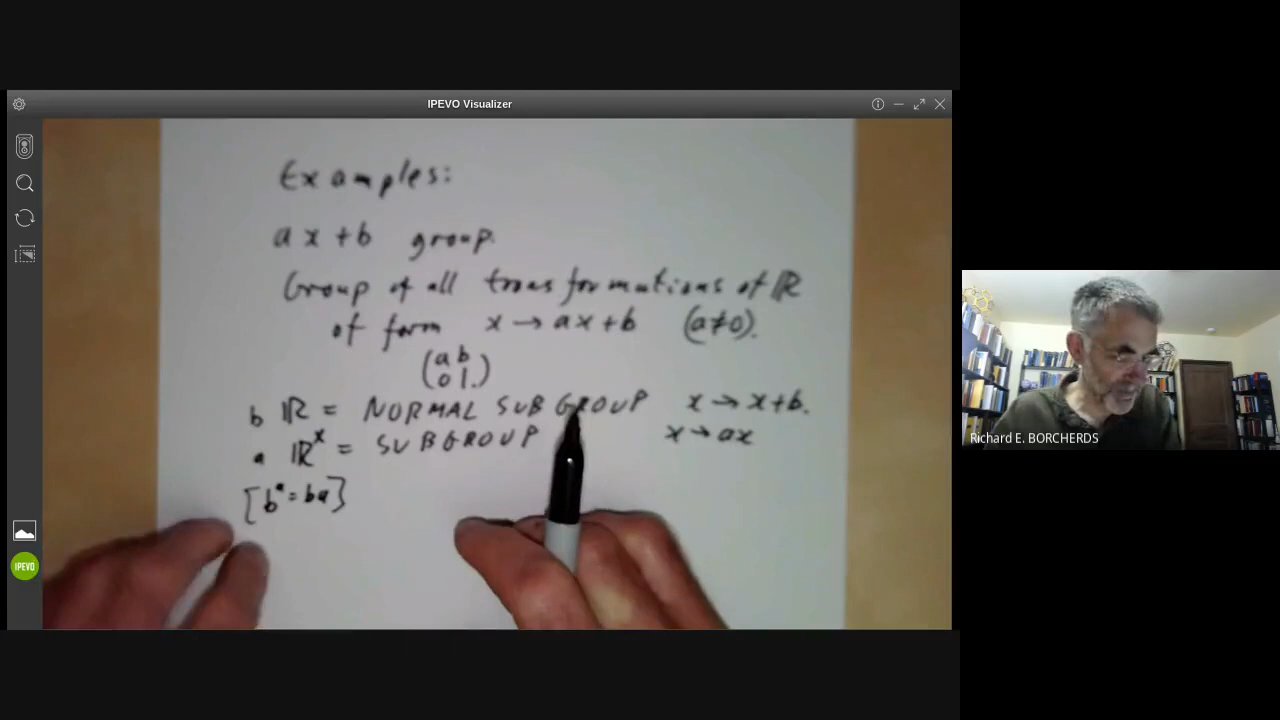 IPEVO Visualizer
Examples:
ax+b group.
Group of all transformations of ℝ
of form x → ax+b (a≠0).
(a b
0 1.)
b ℝ = NORMAL SUBGROUP x → x+b.
a ℝ^x = SUBGROUP x → ax
[b^a = ba]
IPEVO
Richard E. BORCHERDS